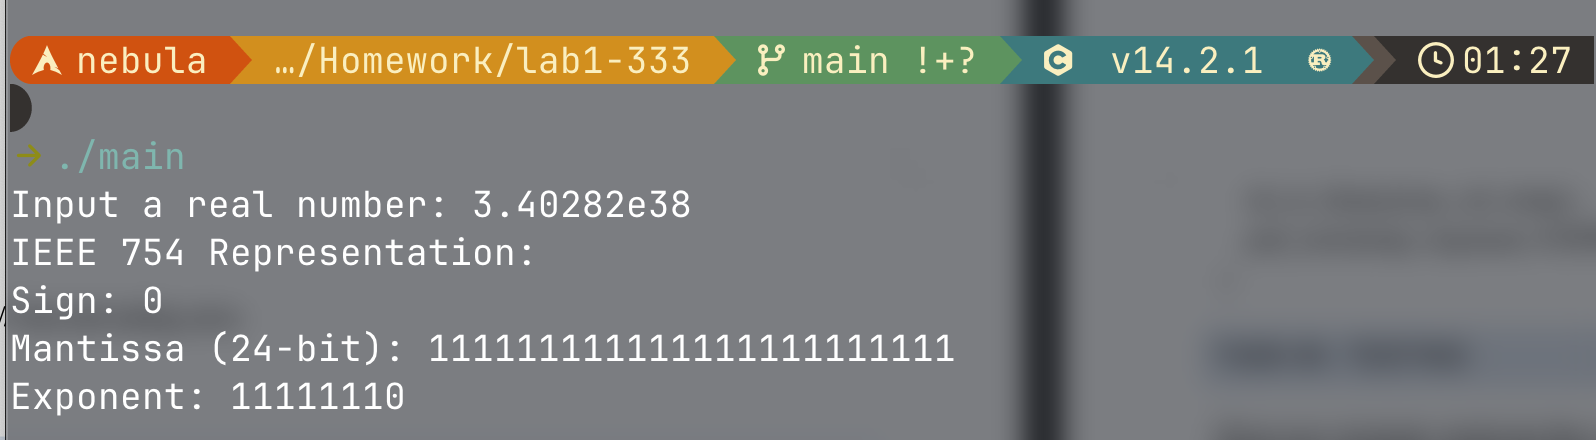 nebula …/Homework/lab1-333 main !+? v14.2.1 01:27
→ ./main
Input a real number: 3.40282e38
IEEE 754 Representation:
Sign: 0
Mantissa (24-bit): 111111111111111111111111
Exponent: 11111110